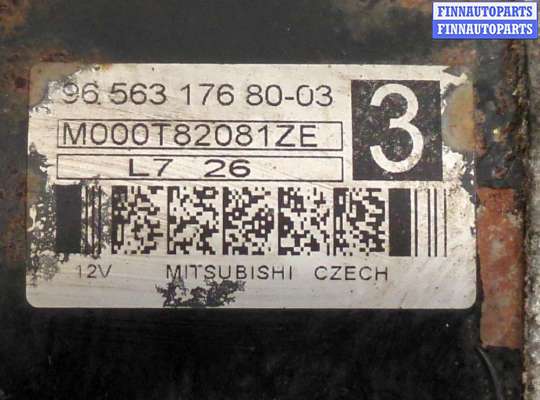 FINNAUTOPARTS
FINNAUTOPARTS
96 563 176 80-03
3
M000T82081ZE
L7 26
12V MITSUBISHI CZECH